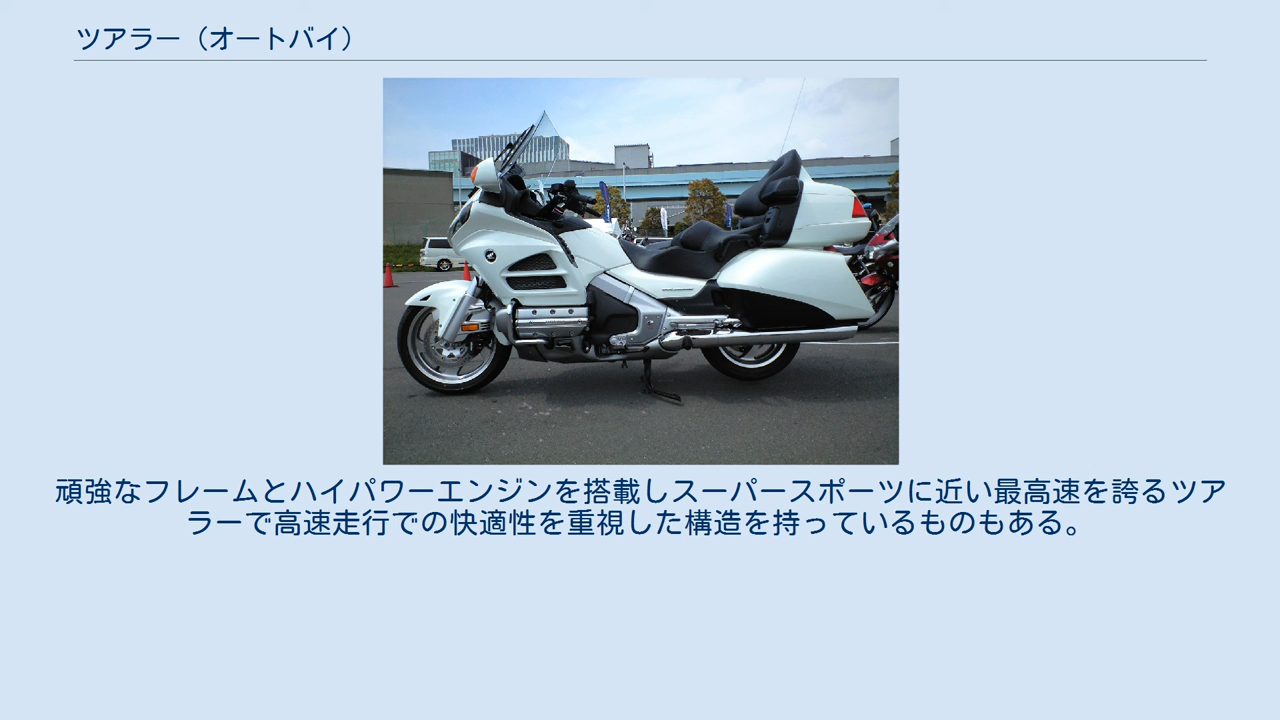 ツアラー（オートバイ）
頑強なフレームとハイパワーエンジンを搭載しスーパースポーツに近い最高速を誇るツア
ラーで高速走行での快適性を重視した構造を持っているものもある。